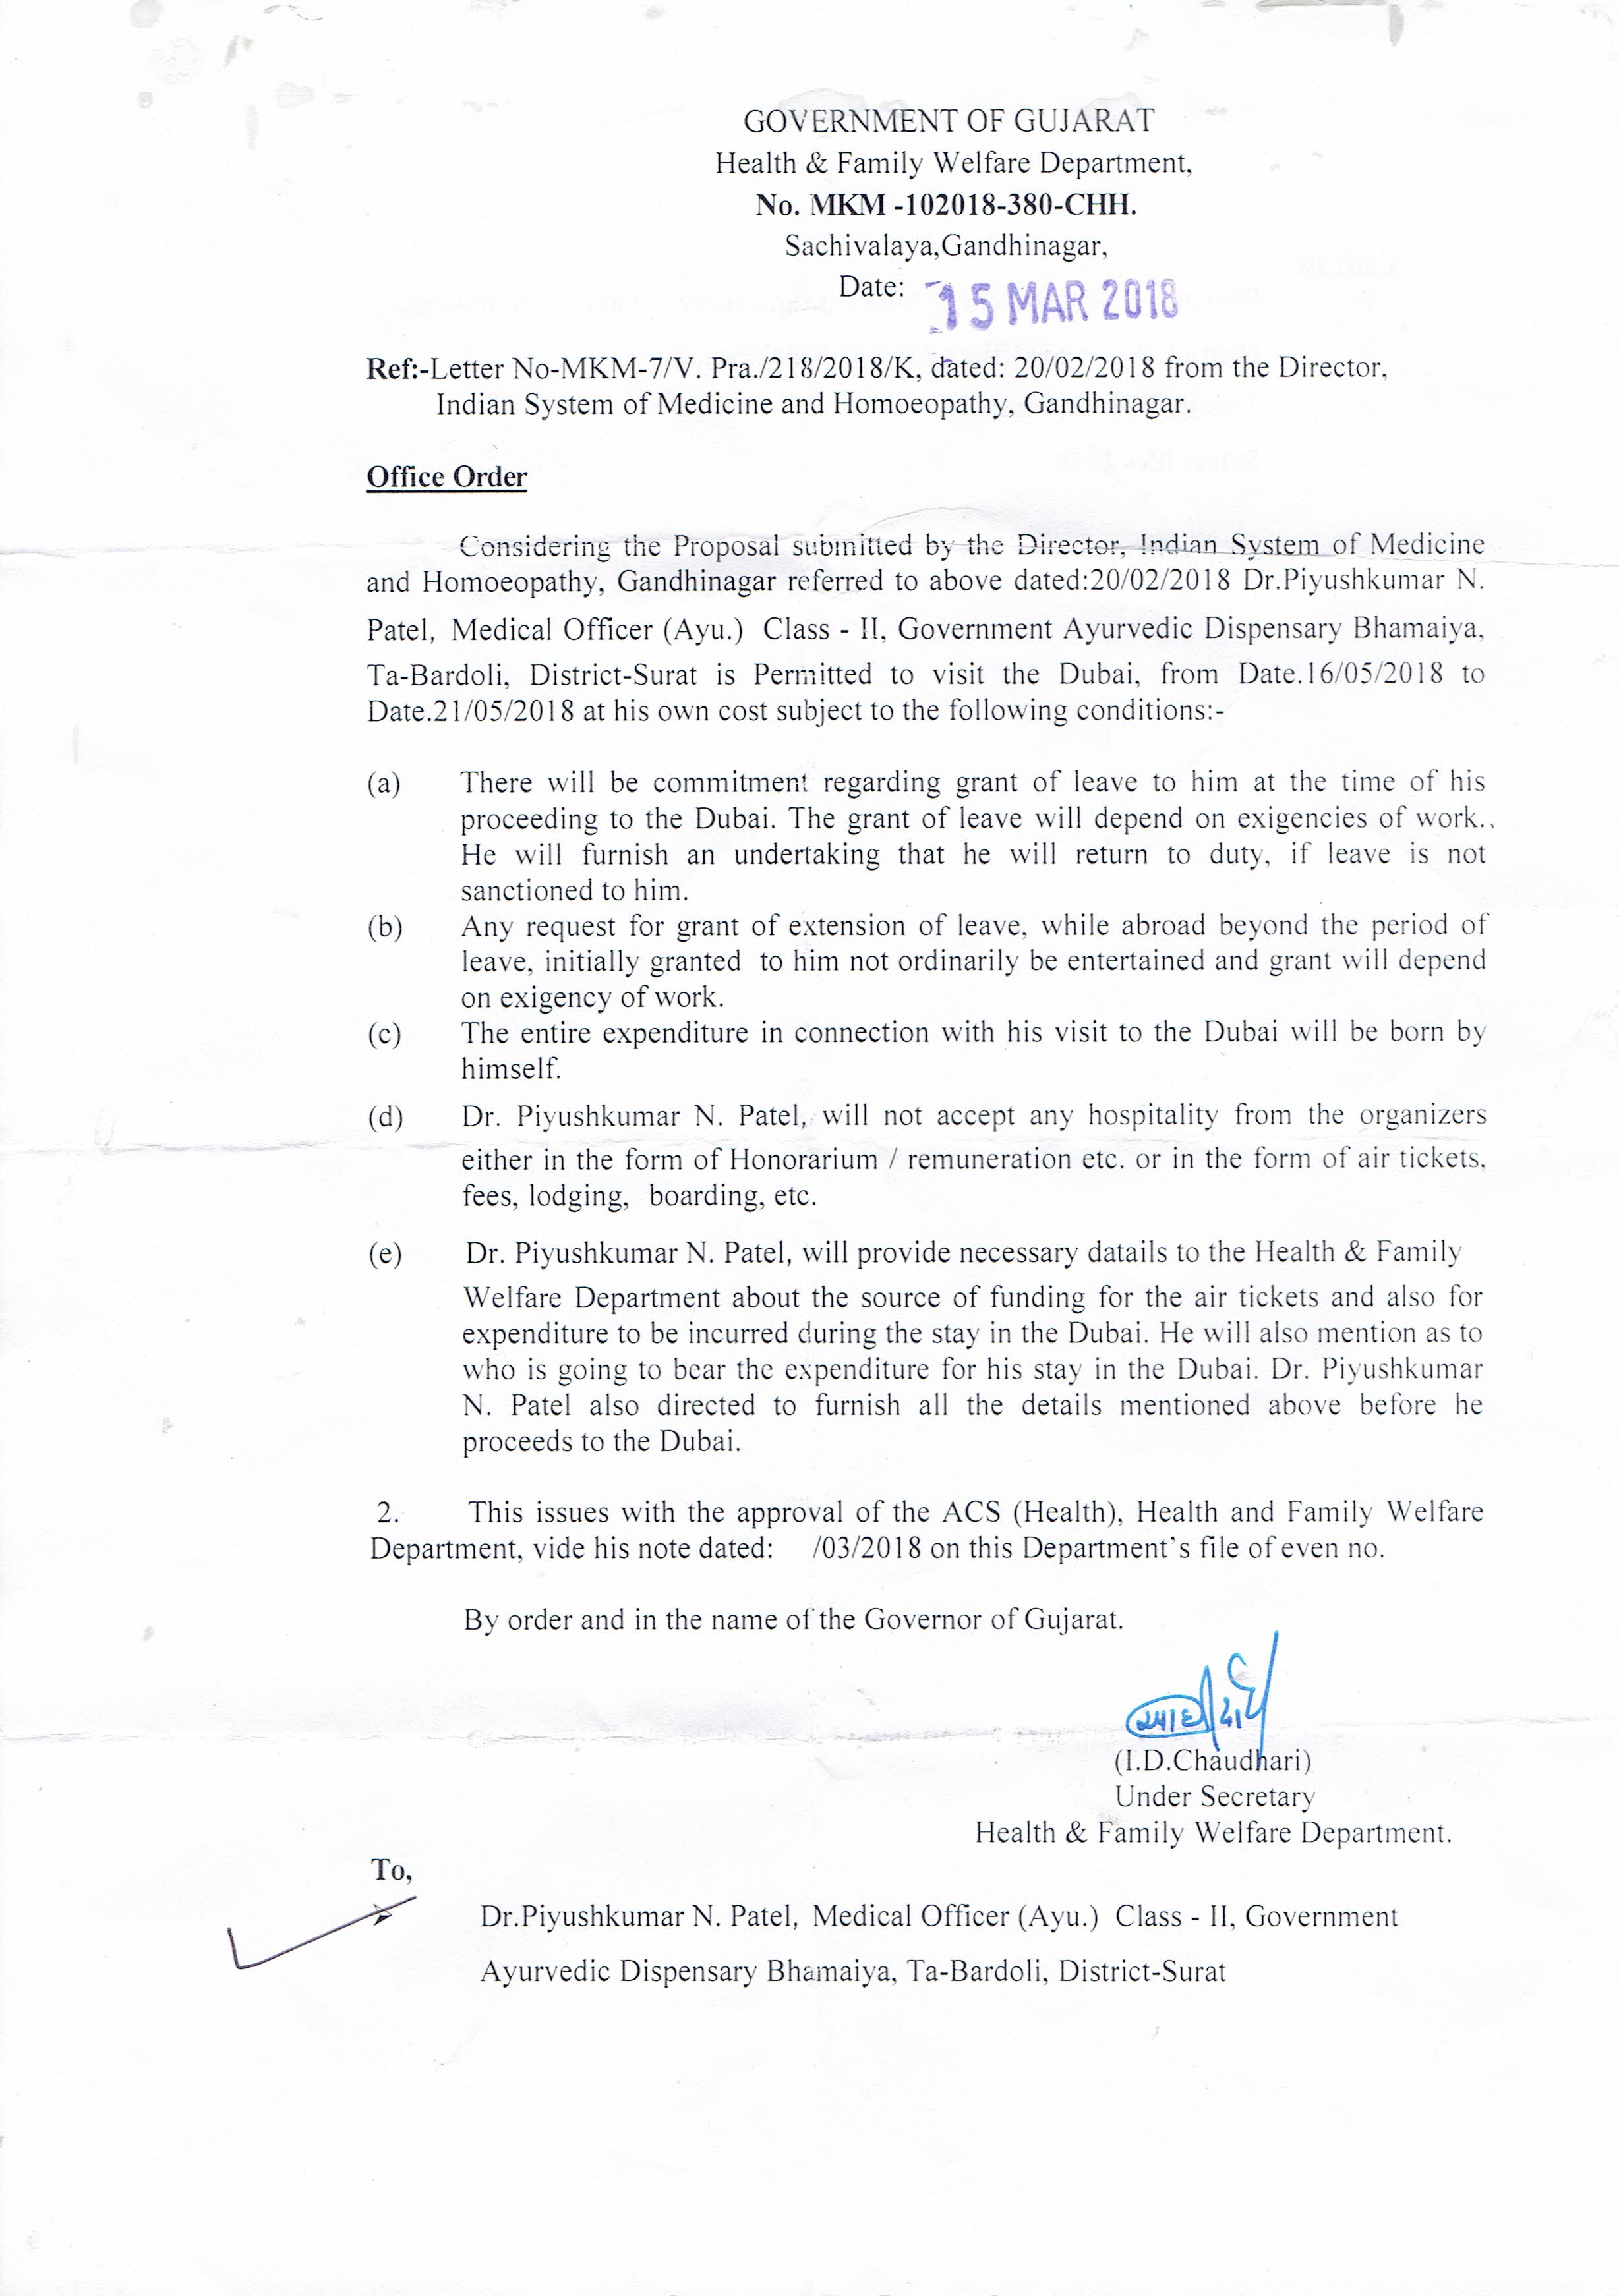 GOVERNMENT OF GUJARAT
Health & Family Welfare Department,
No. MKM -102018-380-CHH.
Sachivalaya,Gandhinagar,
Date: 15 MAR 2018
Ref:-Letter No-MKM-7/V. Pra./218/2018/K, dated: 20/02/2018 from the Director,
Indian System of Medicine and Homoeopathy, Gandhinagar.
Office Order
Considering the Proposal submitted by the Director, Indian System of Medicine
and Homoeopathy, Gandhinagar referred to above dated:20/02/2018 Dr.Piyushkumar N.
Patel, Medical Officer (Ayu.) Class - II, Government Ayurvedic Dispensary Bhamaiya,
Ta-Bardoli, District-Surat is Permitted to visit the Dubai, from Date.16/05/2018 to
Date.21/05/2018 at his own cost subject to the following conditions:-
(a) There will be commitment regarding grant of leave to him at the time of his
proceeding to the Dubai. The grant of leave will depend on exigencies of work..
He will furnish an undertaking that he will return to duty, if leave is not
sanctioned to him.
(b) Any request for grant of extension of leave, while abroad beyond the period of
leave, initially granted to him not ordinarily be entertained and grant will depend
on exigency of work.
(c) The entire expenditure in connection with his visit to the Dubai will be born by
himself.
(d) Dr. Piyushkumar N. Patel, will not accept any hospitality from the organizers
either in the form of Honorarium / remuneration etc. or in the form of air tickets,
fees, lodging, boarding, etc.
(e) Dr. Piyushkumar N. Patel, will provide necessary datails to the Health & Family
Welfare Department about the source of funding for the air tickets and also for
expenditure to be incurred during the stay in the Dubai. He will also mention as to
who is going to bear the expenditure for his stay in the Dubai. Dr. Piyushkumar
N. Patel also directed to furnish all the details mentioned above before he
proceeds to the Dubai.
2. This issues with the approval of the ACS (Health), Health and Family Welfare
Department, vide his note dated: /03/2018 on this Department's file of even no.
By order and in the name of the Governor of Gujarat.
(I.D.Chaudhari)
Under Secretary
Health & Family Welfare Department.
To,
Dr.Piyushkumar N. Patel, Medical Officer (Ayu.) Class - II, Government
Ayurvedic Dispensary Bhamaiya, Ta-Bardoli, District-Surat